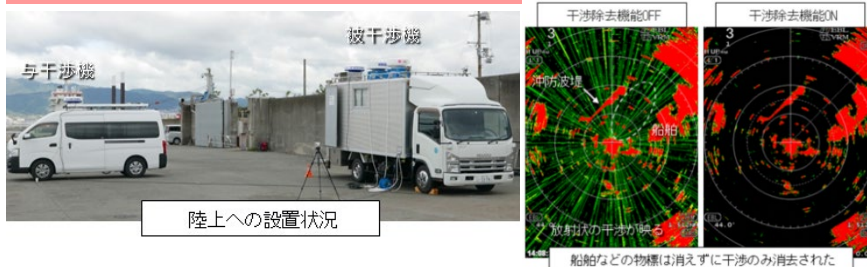 与干渉機
被干渉機
陸上への設置状況
干渉除去機能OFF
干渉除去機能ON
3
3
沖防波堤
船舶
放射状の干渉が映る
船舶などの物標は消えずに干渉のみ消去された